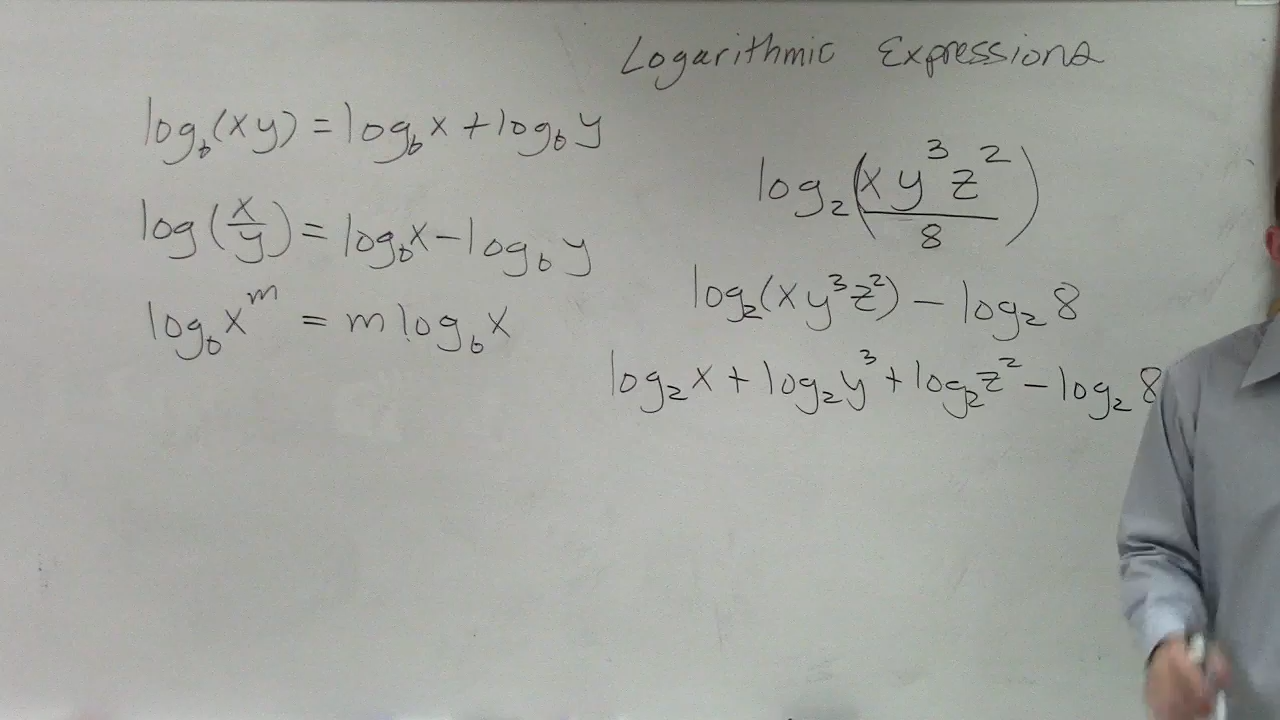 Logarithmic Expressions
log_b(xy) = log_b x + log_b y
log(x/y) = log_b x - log_b y
log_b x^m = m log_b x
log_2(xy^3z^2/8)
log_2(xy^3z^2) - log_2 8
log_2 x + log_2 y^3 + log_2 z^2 - log_2 8